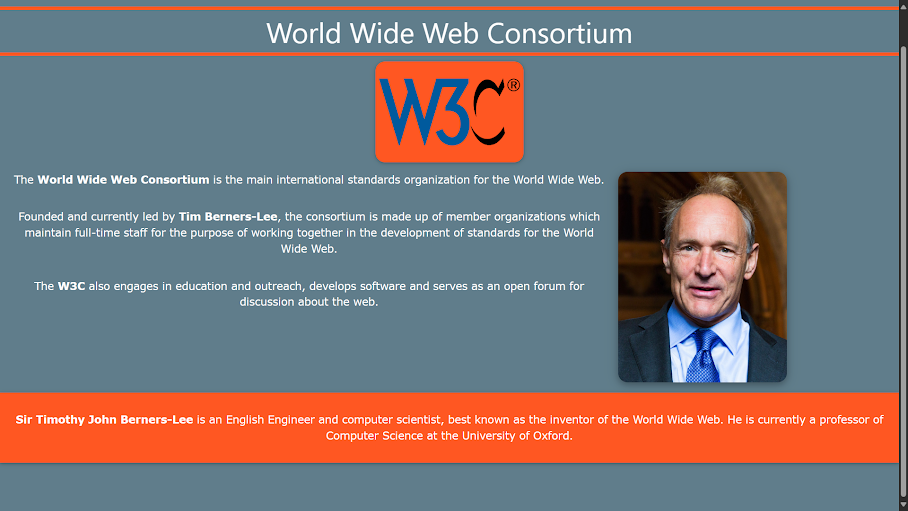 World Wide Web Consortium
W3C®
The World Wide Web Consortium is the main international standards organization for the World Wide Web.
Founded and currently led by Tim Berners-Lee, the consortium is made up of member organizations which
maintain full-time staff for the purpose of working together in the development of standards for the World
Wide Web.
The W3C also engages in education and outreach, develops software and serves as an open forum for
discussion about the web.
Sir Timothy John Berners-Lee is an English Engineer and computer scientist, best known as the inventor of the World Wide Web. He is currently a professor of
Computer Science at the University of Oxford.